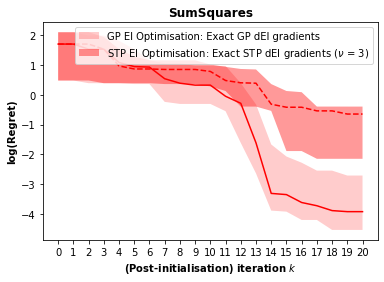 SumSquares
GP EI Optimisation: Exact GP dEI gradients
STP EI Optimisation: Exact STP dEI gradients (ν = 3)
log(Regret)
2
1
0
−1
−2
−3
−4
0 1 2 3 4 5 6 7 8 9 10 11 12 13 14 15 16 17 18 19 20
(Post-initialisation) iteration k